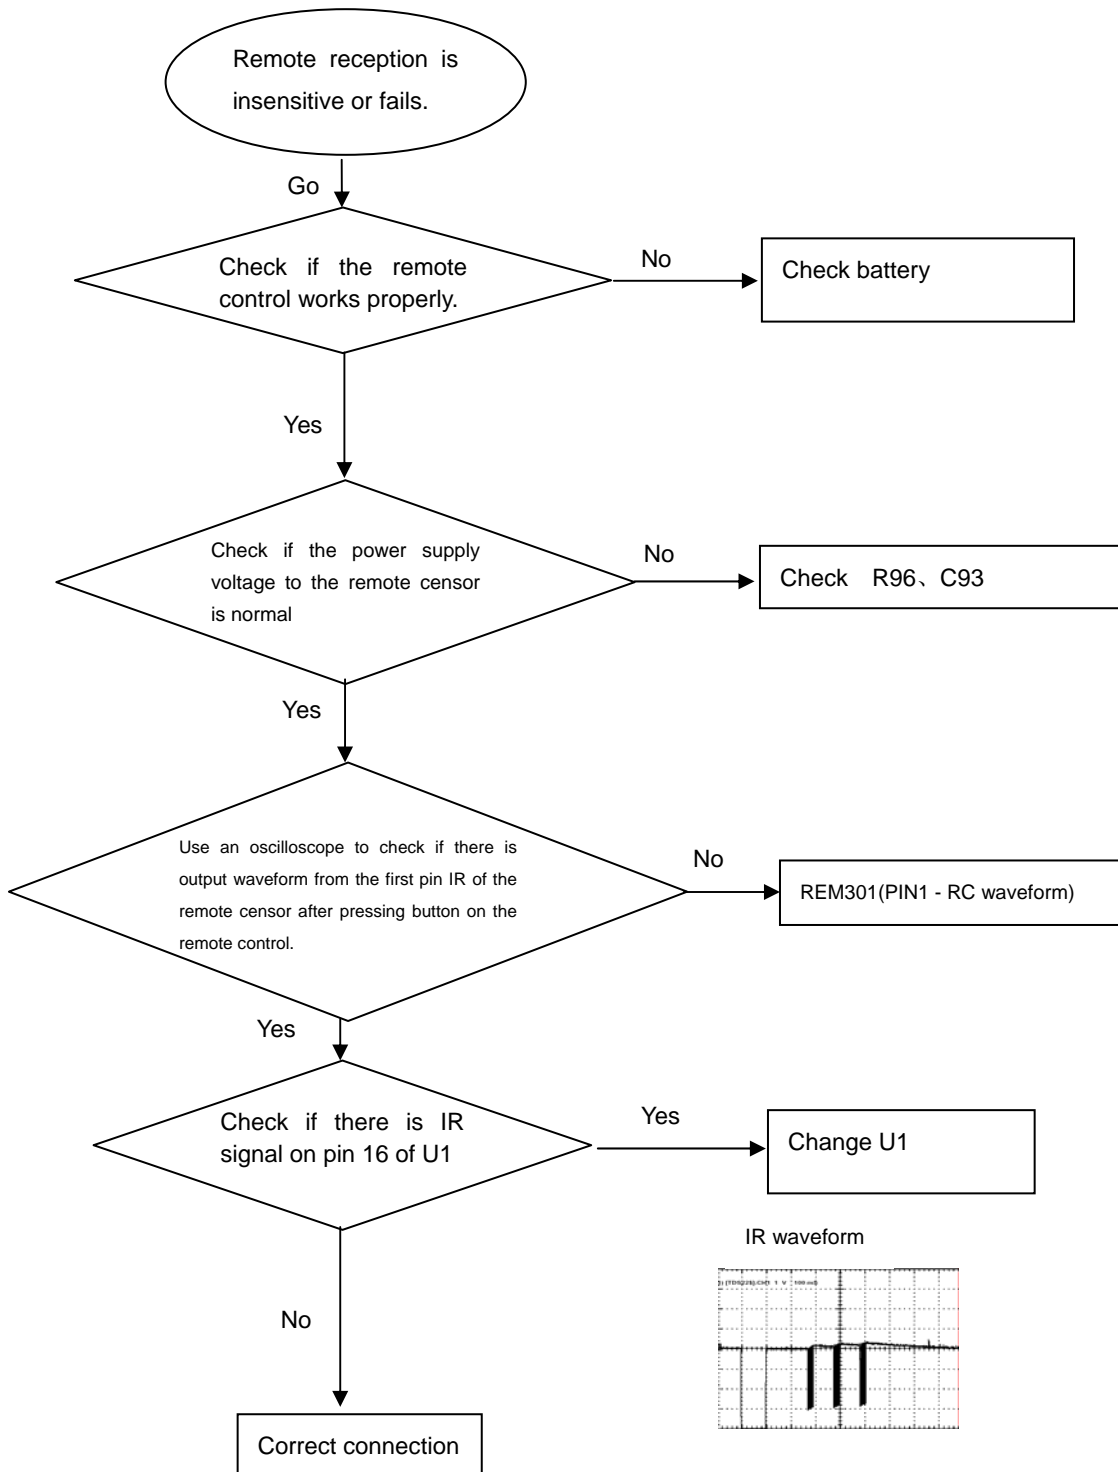 Remote reception is
insensitive or fails.
Go
Check if the remote
control works properly.
No
Check battery
Yes
Check if the power supply
voltage to the remote censor
is normal
No
Check R96、C93
Yes
Use an oscilloscope to check if there is
output waveform from the first pin IR of the
remote censor after pressing button on the
remote control.
No
REM301(PIN1 - RC waveform)
Yes
Check if there is IR
signal on pin 16 of U1
Yes
Change U1
IR waveform
No
Correct connection